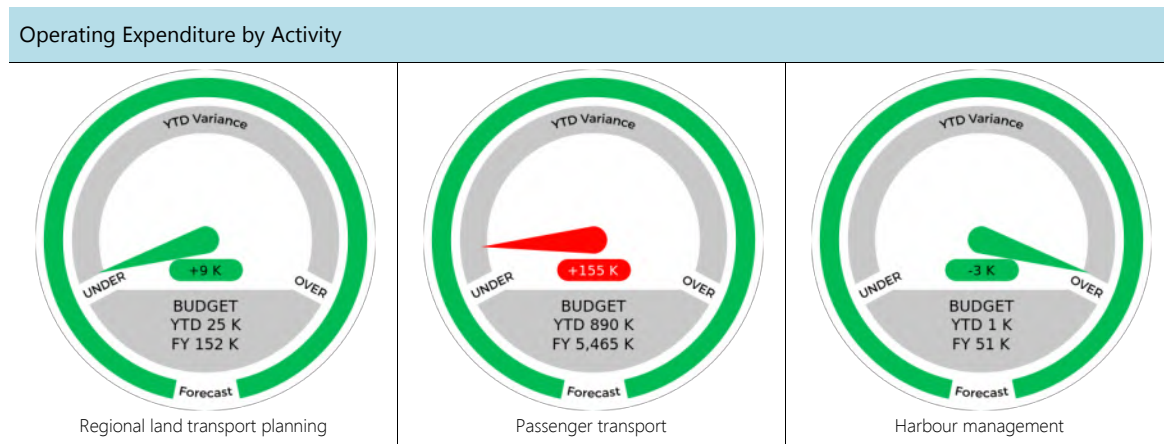 Operating Expenditure by Activity
YTD Variance
+9 K
UNDER
OVER
BUDGET
YTD 25 K
FY 152 K
Forecast
Regional land transport planning
YTD Variance
+155 K
UNDER
OVER
BUDGET
YTD 890 K
FY 5,465 K
Forecast
Passenger transport
YTD Variance
-3 K
UNDER
OVER
BUDGET
YTD 1 K
FY 51 K
Forecast
Harbour management